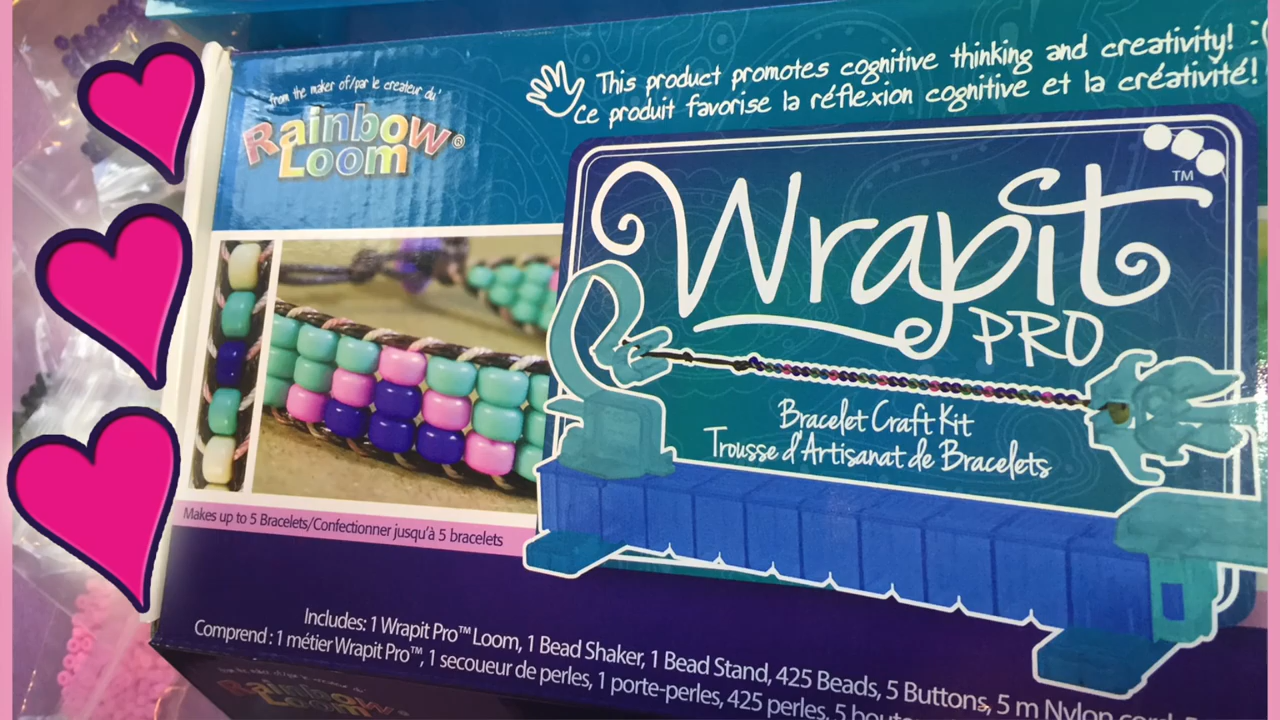 from the maker of/par le createur du
Rainbow
Loom®
This product promotes cognitive thinking and creativity! :
Ce produit favorise la réflexion cognitive et la créativité!
Wrapit™
PRO
Bracelet Craft Kit
Trousse d'Artisanat de Bracelets
Makes up to 5 Bracelets/Confectionner jusqu'à 5 bracelets
Includes: 1 Wrapit Pro™ Loom, 1 Bead Shaker, 1 Bead Stand, 425 Beads, 5 Buttons, 5 m Nylon cord
Comprend : 1 métier Wrapit Pro™, 1 secoueur de perles, 1 porte-perles, 425 perles, 5
Rainbow
Loom